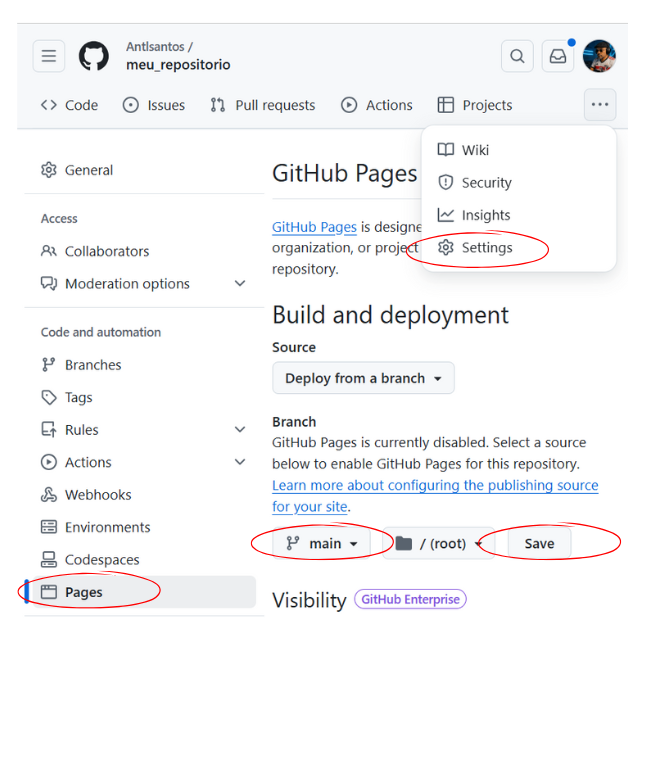 Antlsantos /
meu_repositorio
Code
Issues
Pull requests
Actions
Projects
Wiki
Security
Insights
Settings
General
Access
Collaborators
Moderation options
Code and automation
Branches
Tags
Rules
Actions
Webhooks
Environments
Codespaces
Pages
GitHub Pages
GitHub Pages is designe
organization, or project
repository.
Build and deployment
Source
Deploy from a branch
Branch
GitHub Pages is currently disabled. Select a source
below to enable GitHub Pages for this repository.
Learn more about configuring the publishing source
for your site.
main
/ (root)
Save
Visibility
GitHub Enterprise